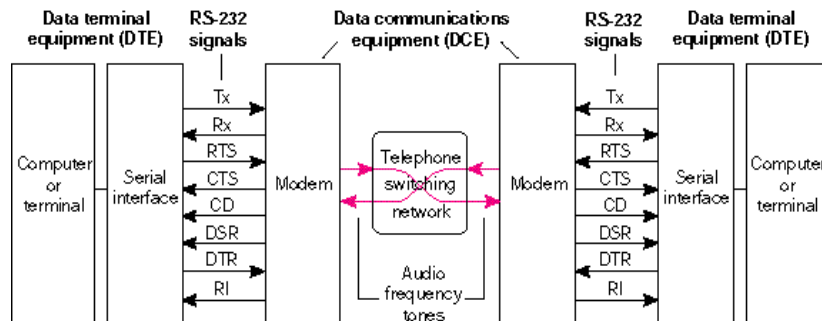 Data terminal
equipment (DTE)
RS-232
signals
Data communications
equipment (DCE)
RS-232
signals
Data terminal
equipment (DTE)
Computer
or
terminal
Serial
interface
Tx
Rx
RTS
CTS
CD
DSR
DTR
RI
Modem
Telephone
switching
network
Audio
frequency
tones
Modem
Tx
Rx
RTS
CTS
CD
DSR
DTR
RI
Serial
interface
Computer
or
terminal